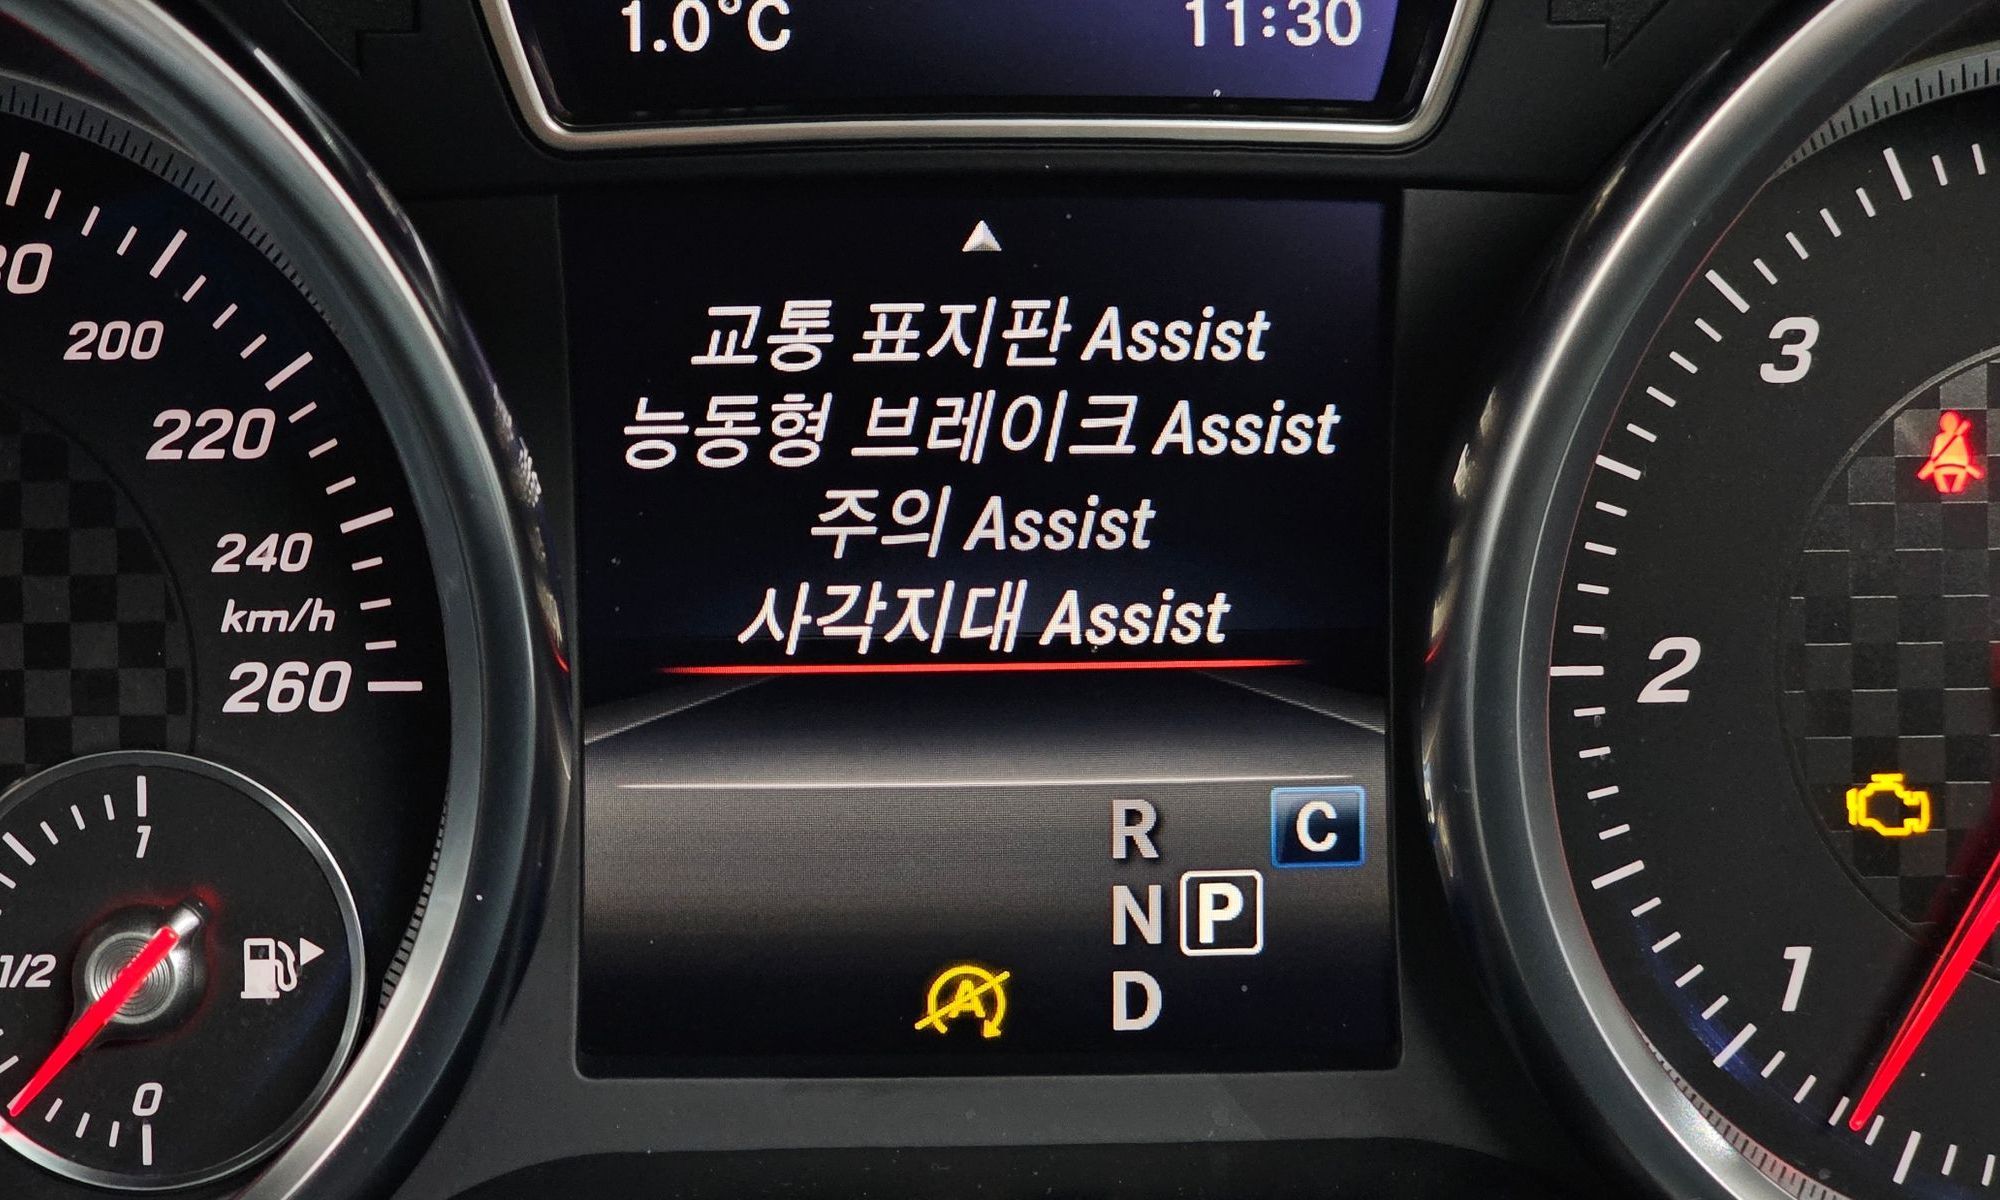 1.0°C 11:30
교통 표지판 Assist
능동형 브레이크 Assist
주의 Assist
사각지대 Assist
R C
N P
A D
200
220
240
km/h
260
1
1/2
0
3
2
1